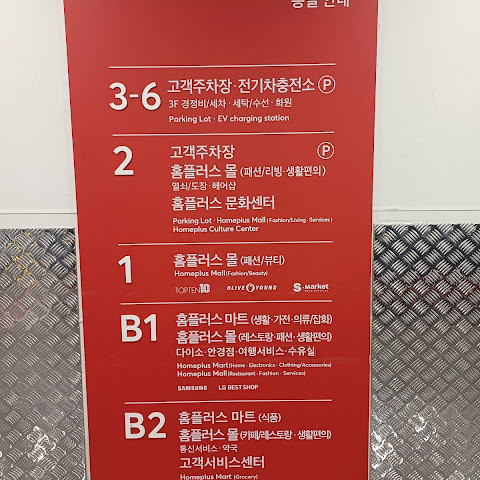 층별 안내
3-6
고객주차장·전기차충전소 Ⓟ
3F 경정비/세차·세탁/수선·화원
Parking Lot · EV charging station
2
고객주차장 Ⓟ
홈플러스 몰 (패션/리빙·생활편의)
열쇠/도장·헤어샵
홈플러스 문화센터
Parking Lot · Homeplus Mall (Fashion/Living · Services)
Homeplus Culture Center
1
홈플러스 몰 (패션/뷰티)
Homeplus Mall (Fashion/Beauty)
TOPTEN10 OLIVE YOUNG S·MARKET
B1
홈플러스 마트 (생활·가전·의류/잡화)
홈플러스 몰 (레스토랑·패션·생활편의)
다이소·안경점·여행서비스·수유실
Homeplus Mart (Home · Electronics · Clothing/Accessories)
Homeplus Mall (Restaurant · Fashion · Services)
SAMSUNG LG BEST SHOP
B2
홈플러스 마트 (식품)
홈플러스 몰 (카페/레스토랑·생활편의)
통신서비스·약국
고객서비스센터
Homeplus Mart (Grocery)